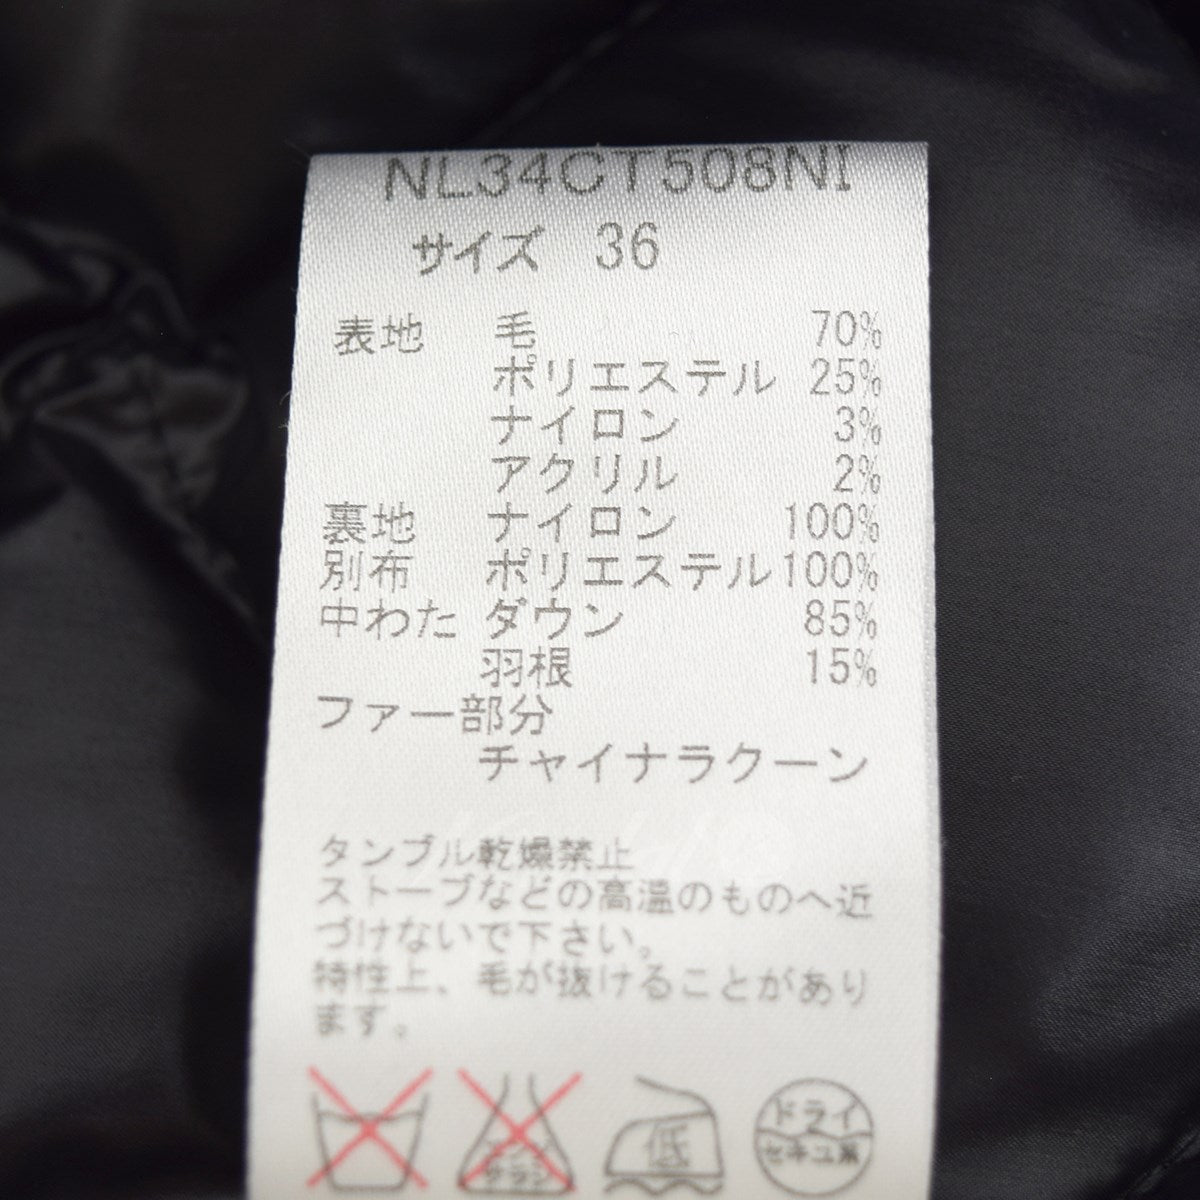 NL34CT508NI
サイズ 36
表地 毛 70%
ポリエステル 25%
ナイロン 3%
アクリル 2%
裏地 ナイロン 100%
別布 ポリエステル 100%
中わた ダウン 85%
羽根 15%
ファー部分
チャイナラクーン
タンブル乾燥禁止
ストーブなどの高温のものへ近
づけないで下さい。
特性上、毛が抜けることがあり
ます。
エンソ サラシ 低 ドライ
セキユ系